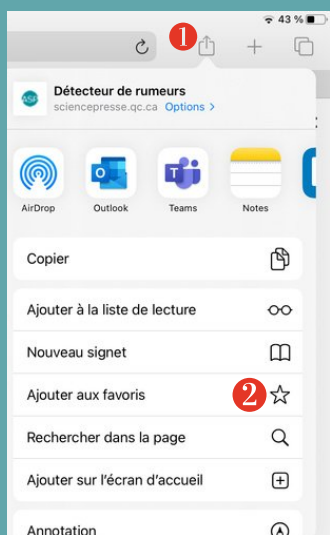 43 %
1
ASP
Détecteur de rumeurs
sciencepresse.qc.ca Options >
AirDrop Outlook Teams Notes
Copier
Ajouter à la liste de lecture
Nouveau signet
Ajouter aux favoris 2
Rechercher dans la page
Ajouter sur l'écran d'accueil
Annotation